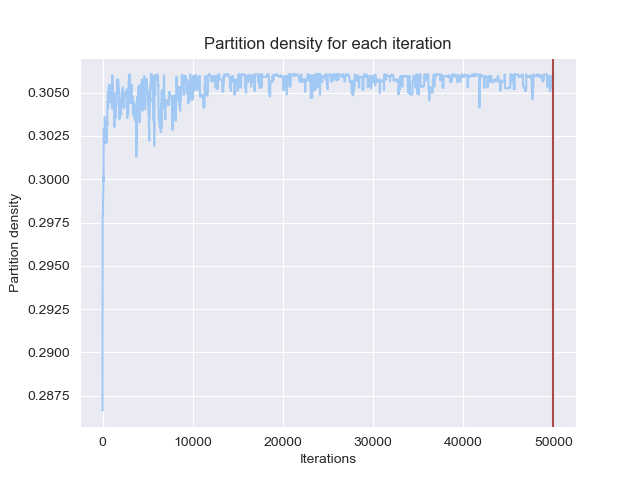 Partition density for each iteration
Partition density
0.3050
0.3025
0.3000
0.2975
0.2950
0.2925
0.2900
0.2875
0 10000 20000 30000 40000 50000
Iterations